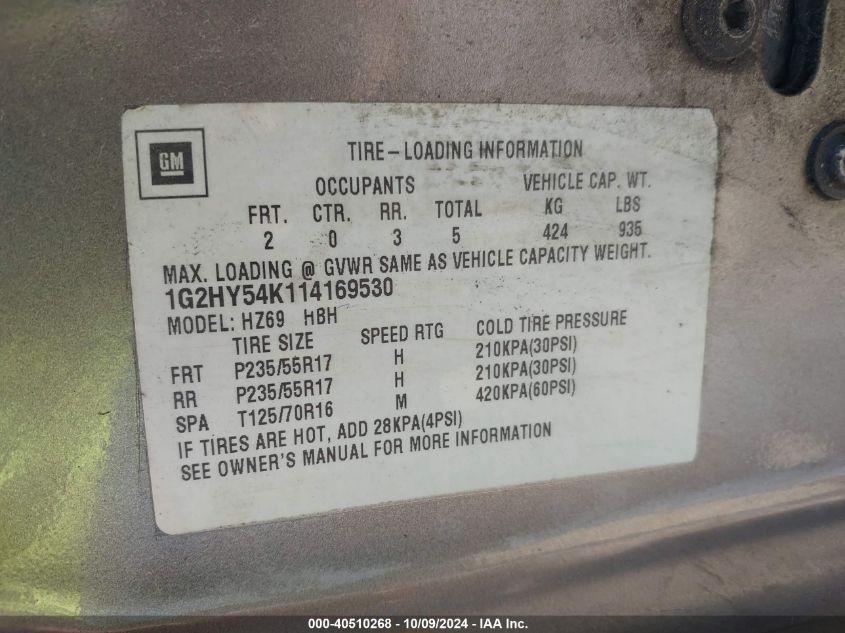 GM
TIRE-LOADING INFORMATION
OCCUPANTS VEHICLE CAP. WT.
FRT. CTR. RR. TOTAL KG LBS
2 0 3 5 424 935
MAX. LOADING @ GVWR SAME AS VEHICLE CAPACITY WEIGHT.
1G2HY54K114169530
MODEL: HZ69 HBH
TIRE SIZE SPEED RTG COLD TIRE PRESSURE
FRT P235/55R17 H 210KPA(30PSI)
RR P235/55R17 H 210KPA(30PSI)
SPA T125/70R16 M 420KPA(60PSI)
IF TIRES ARE HOT, ADD 28KPA(4PSI)
SEE OWNER'S MANUAL FOR MORE INFORMATION
000-40510268 - 10/09/2024 - IAA Inc.